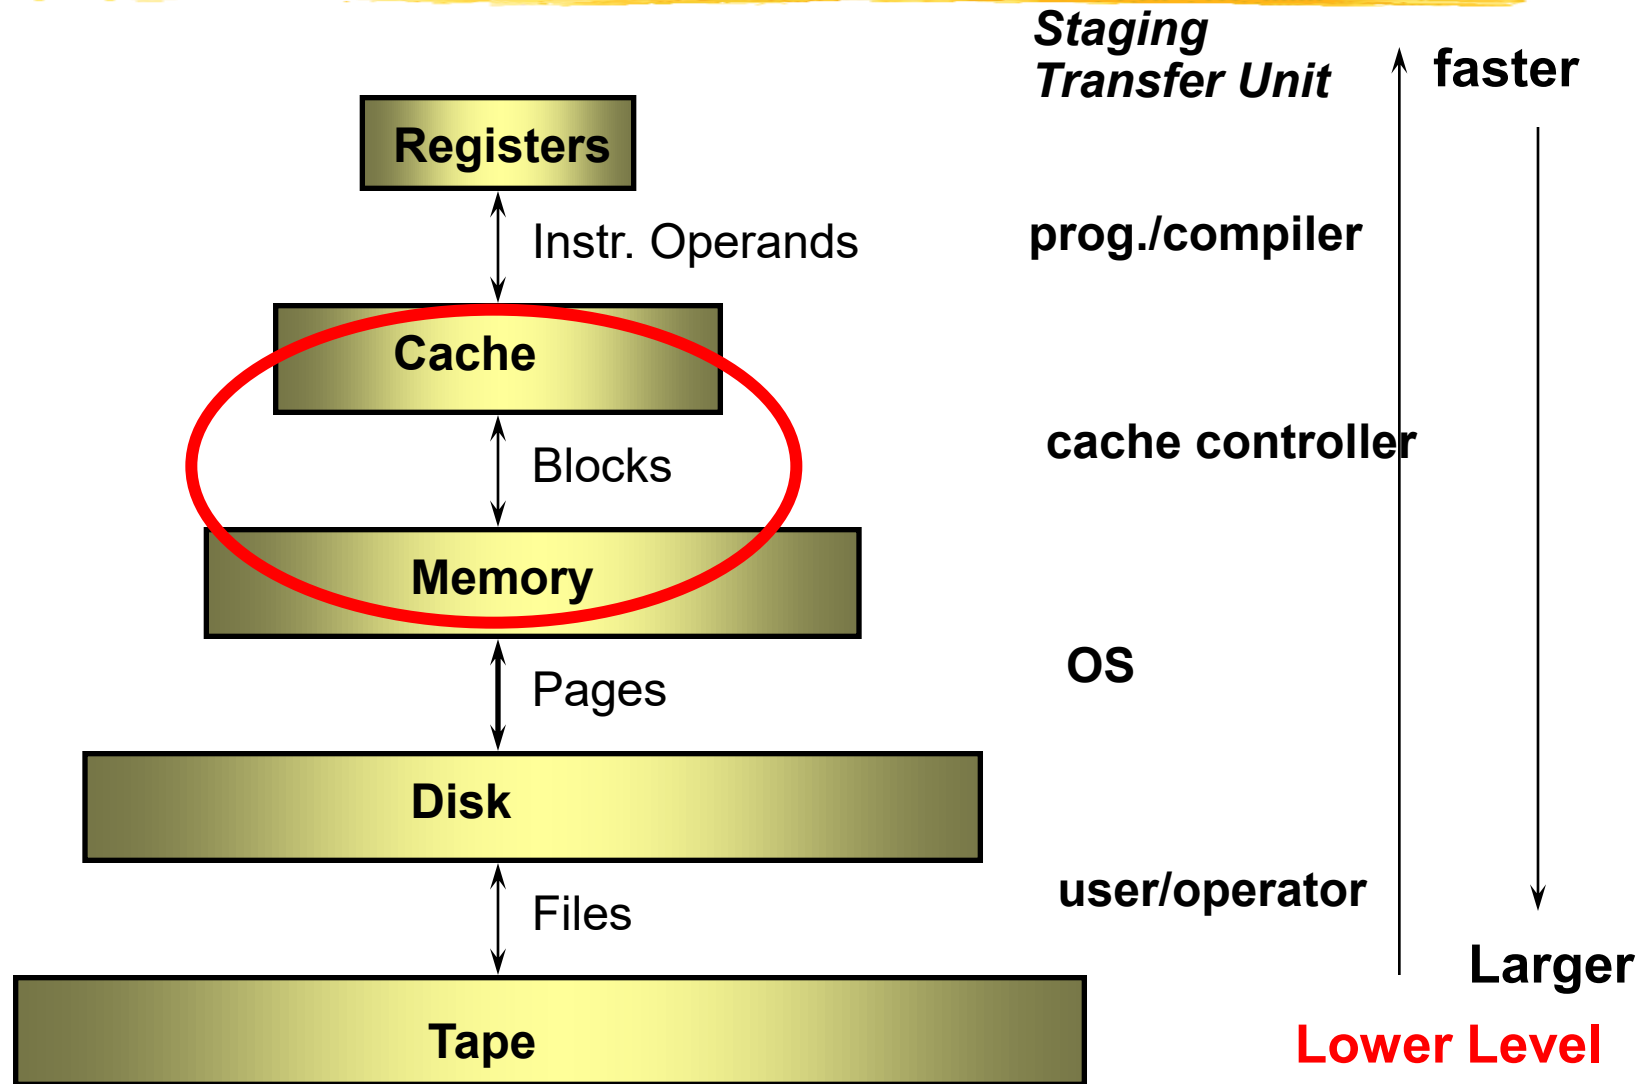 Staging
Transfer Unit
faster
Registers
Instr. Operands
prog./compiler
Cache
cache controller
Blocks
Memory
OS
Pages
Disk
user/operator
Files
Larger
Tape
Lower Level